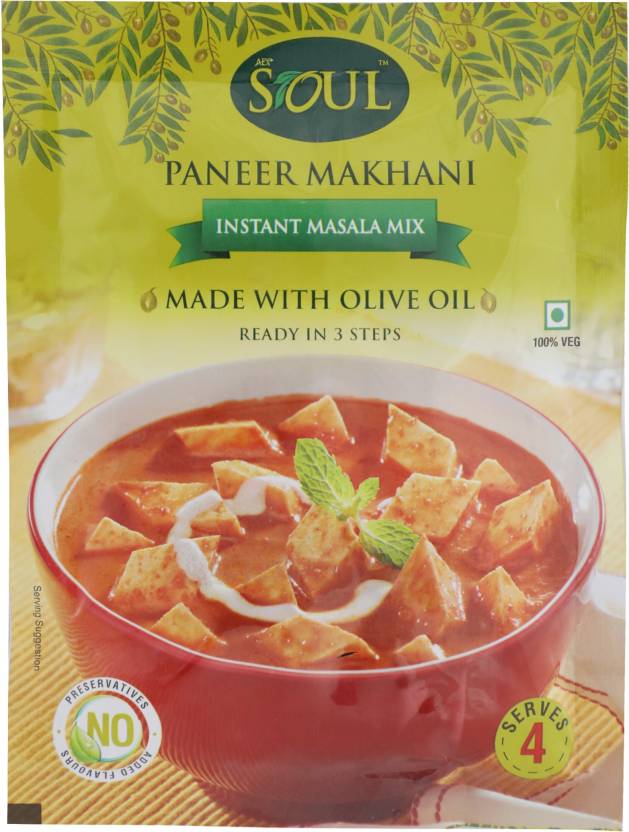 AEP
SOUL
TM
PANEER MAKHANI
INSTANT MASALA MIX
MADE WITH OLIVE OIL
READY IN 3 STEPS
100% VEG
Serving Suggestion
PRESERVATIVES
NO
ADDED FLAVOURS
SERVES
4